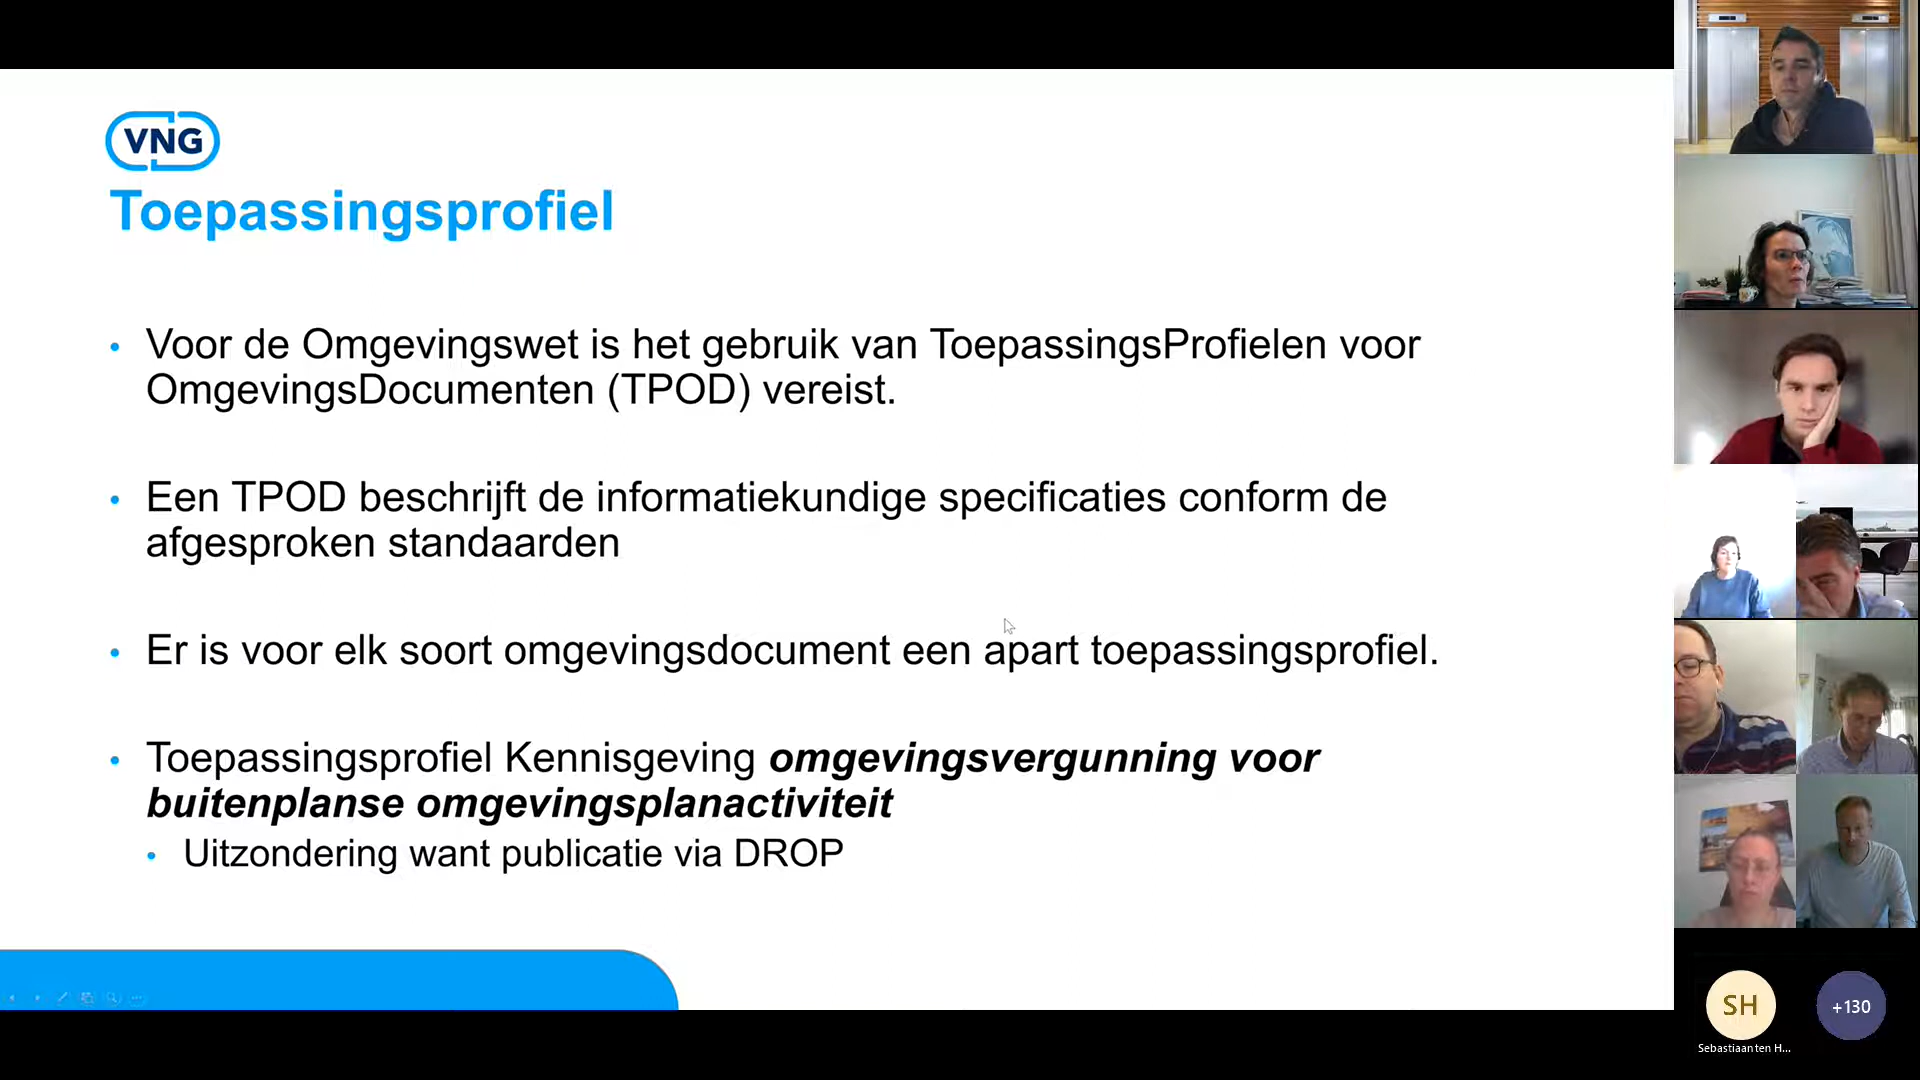 VNG
Toepassingsprofiel
• Voor de Omgevingswet is het gebruik van ToepassingsProfielen voor
OmgevingsDocumenten (TPOD) vereist.
• Een TPOD beschrijft de informatiekundige specificaties conform de
afgesproken standaarden
• Er is voor elk soort omgevingsdocument een apart toepassingsprofiel.
• Toepassingsprofiel Kennisgeving omgevingsvergunning voor
buitenplanse omgevingsplanactiviteit
• Uitzondering want publicatie via DROP
SH
+130
Sebastiaan ten H...